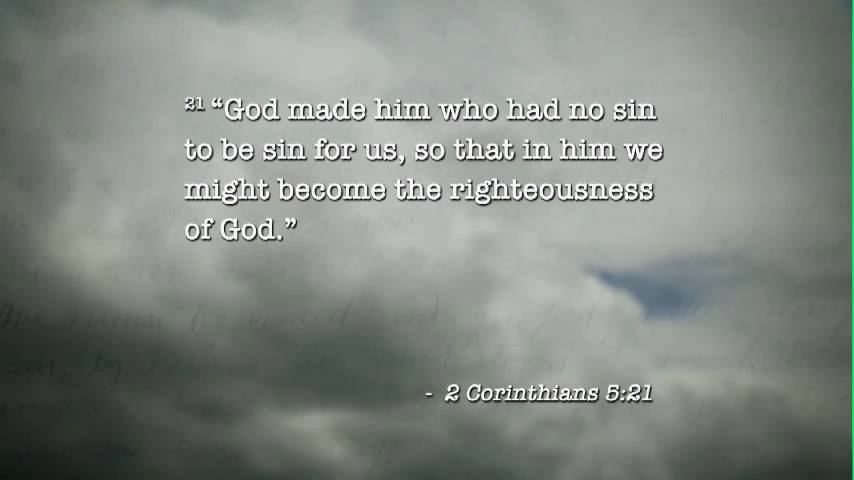 21 “God made him who had no sin
to be sin for us, so that in him we
might become the righteousness
of God.”
- 2 Corinthians 5:21